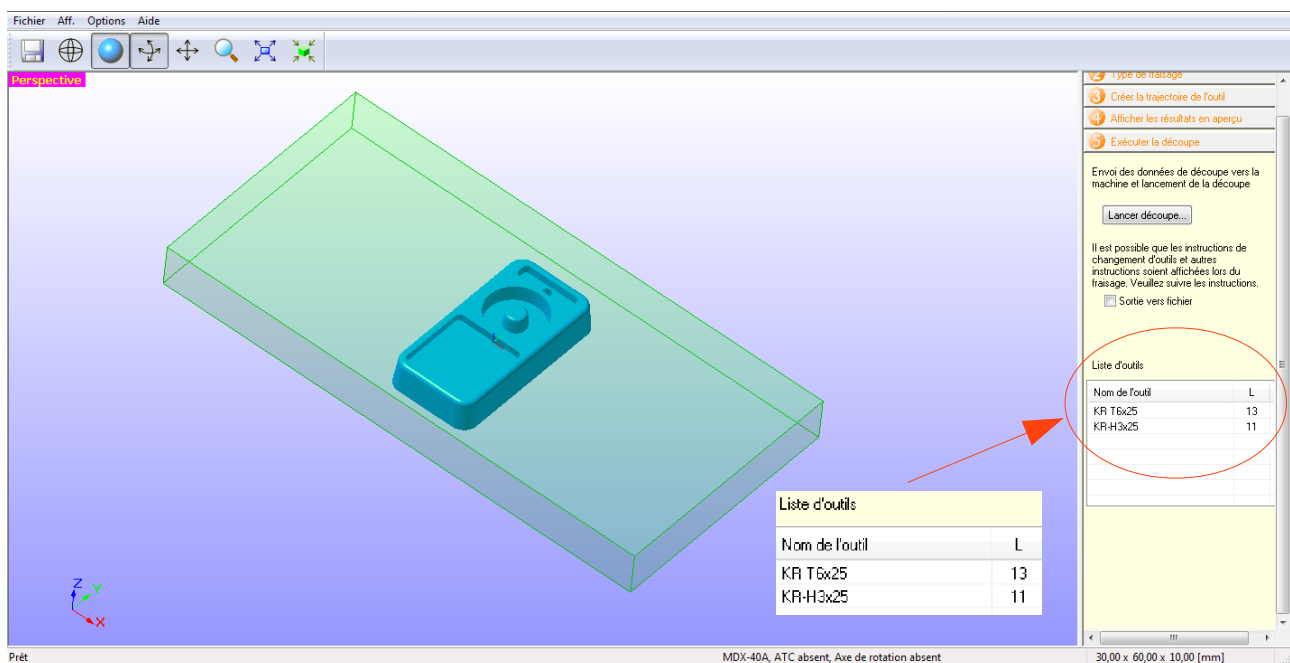 Fichier Aff. Options Aide
Perspective
2 Type de fraisage
3 Créer la trajectoire de l'outil
4 Afficher les résultats en aperçu
5 Exécuter la découpe
Envoi des données de découpe vers la
machine et lancement de la découpe
Lancer découpe...
Il est possible que les instructions de
changement d'outils et autres
instructions soient affichées lors du
fraisage. Veuillez suivre les instructions.
Sortie vers fichier
Liste d'outils
Nom de l'outil L
KR T6x25 13
KR-H3x25 11
Liste d'outils
Nom de l'outil L
KR T6x25 13
KR-H3x25 11
Z
Y
X
Prêt
MDX-40A, ATC absent, Axe de rotation absent
30,00 x 60,00 x 10,00 [mm]